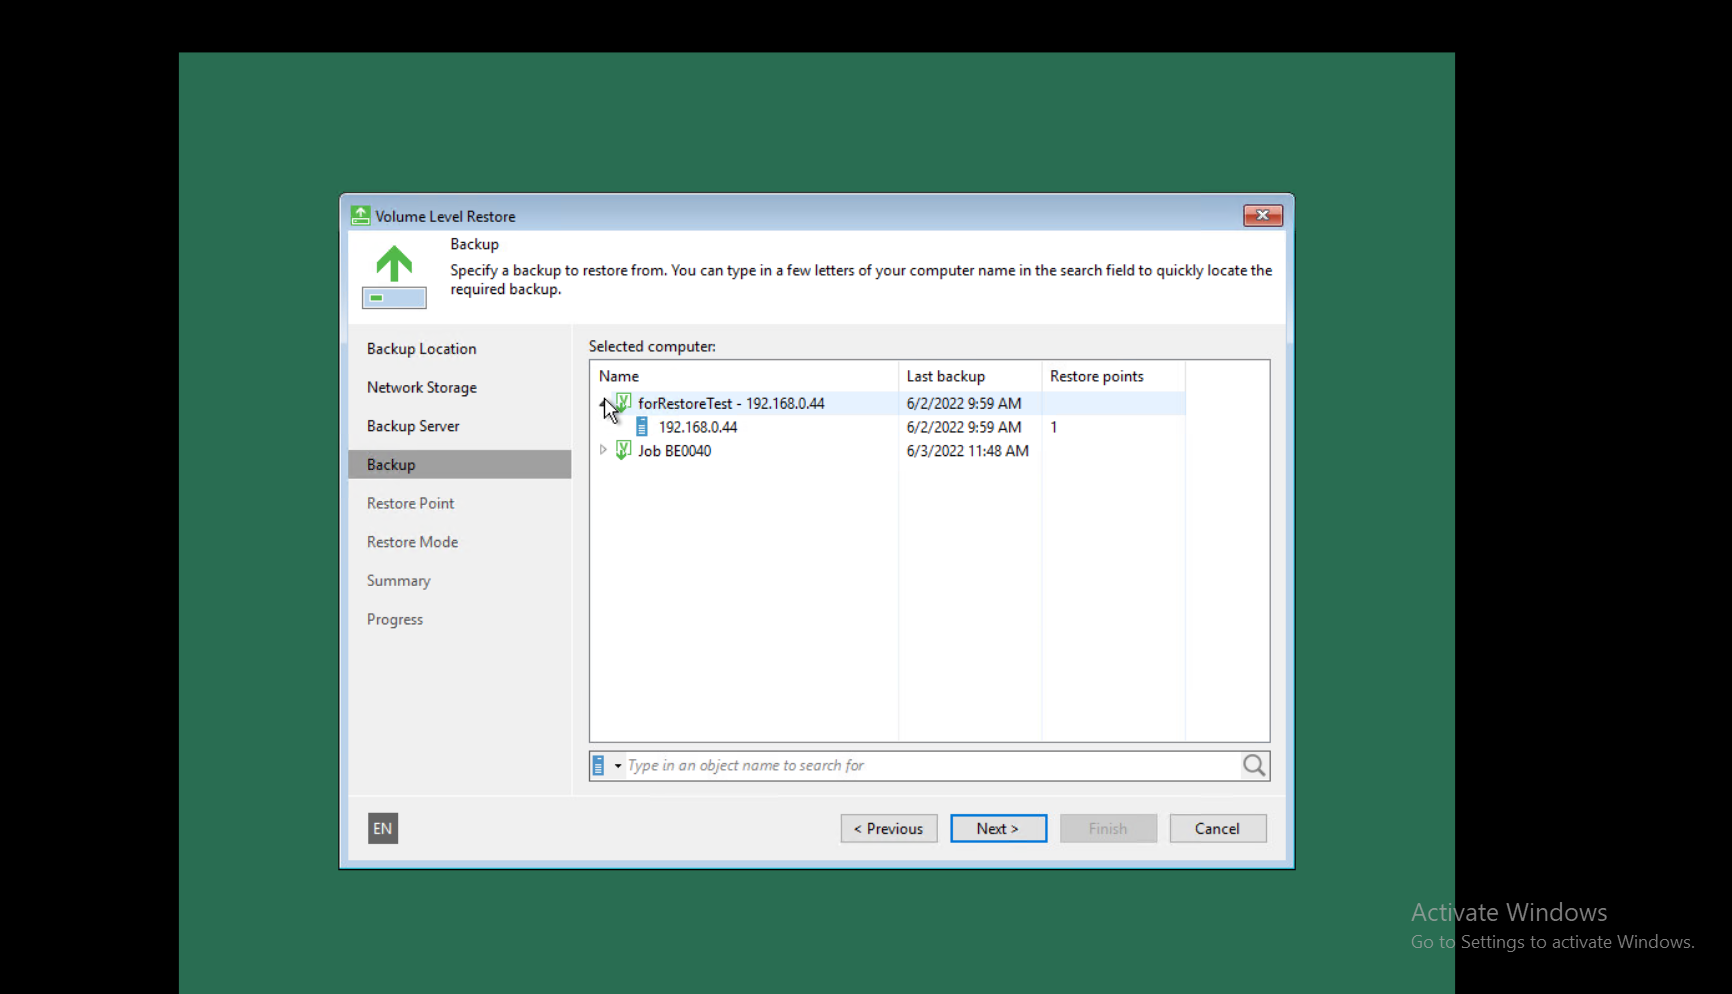 Volume Level Restore
Backup
Specify a backup to restore from. You can type in a few letters of your computer name in the search field to quickly locate the
required backup.
Backup Location
Network Storage
Backup Server
Backup
Restore Point
Restore Mode
Summary
Progress
Selected computer:
Name Last backup Restore points
forRestoreTest - 192.168.0.44 6/2/2022 9:59 AM
192.168.0.44 6/2/2022 9:59 AM 1
Job BE0040 6/3/2022 11:48 AM
Type in an object name to search for
EN
< Previous Next > Finish Cancel
Activate Windows
Go to Settings to activate Windows.